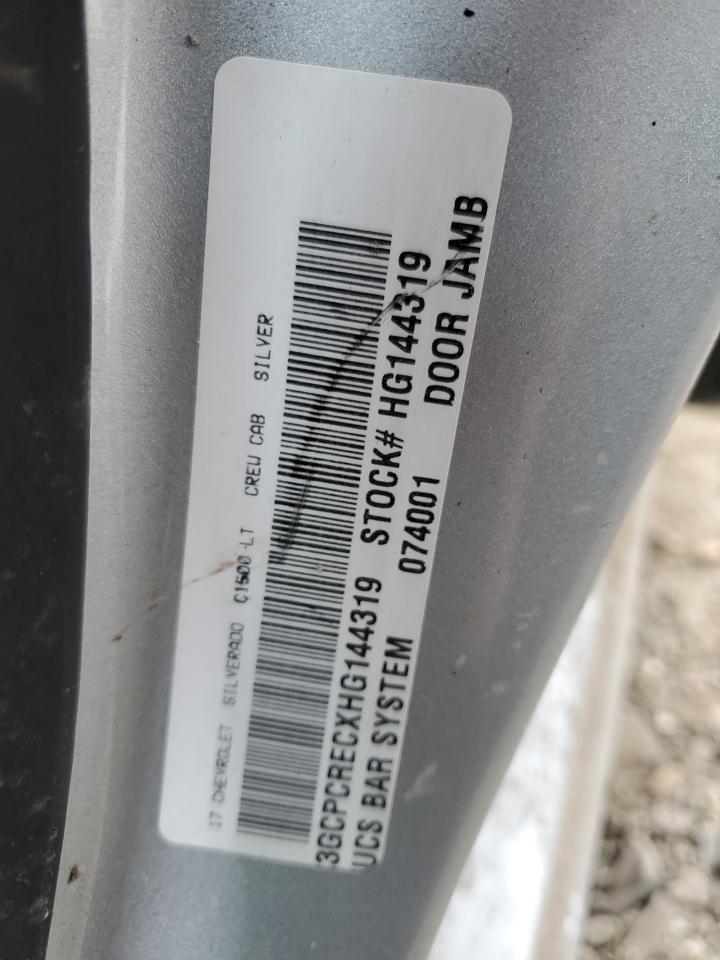 17 CHEVROLET SILVERADO C1500-LT CREW CAB SILVER
3GCPCRECXHG144319 STOCK# HG144319
UCS BAR SYSTEM 074001 DOOR JAMB